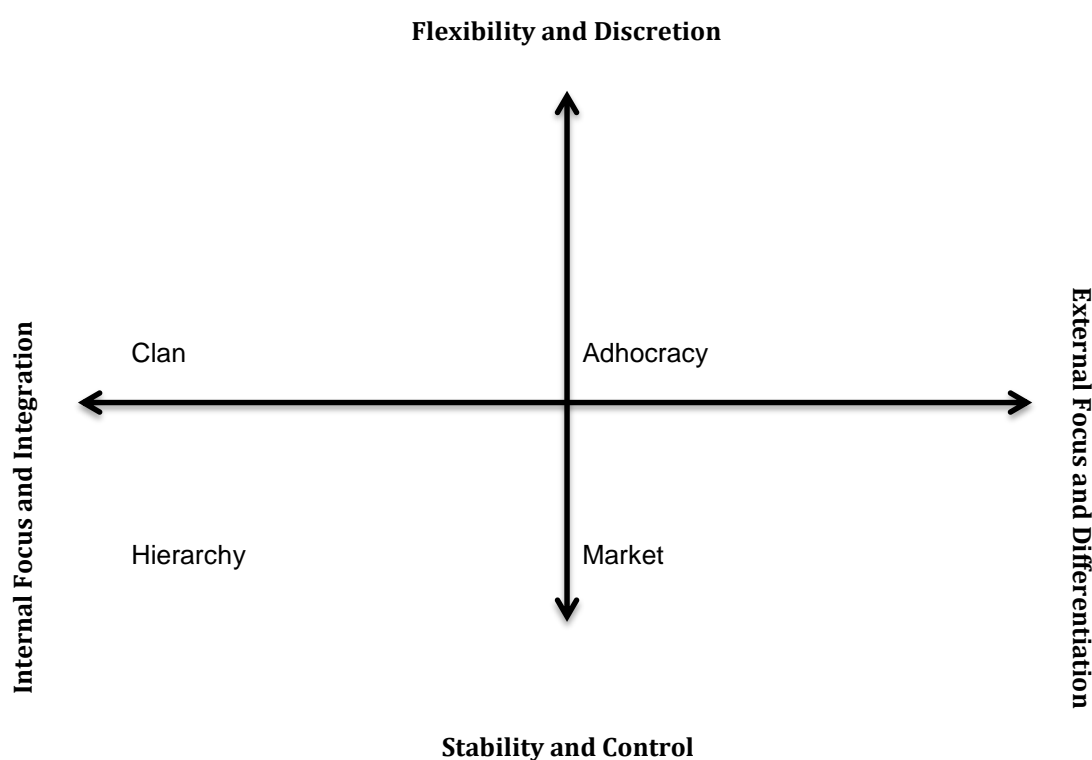 Flexibility and Discretion
Internal Focus and Integration
External Focus and Differentiation
Clan
Adhocracy
Hierarchy
Market
Stability and Control